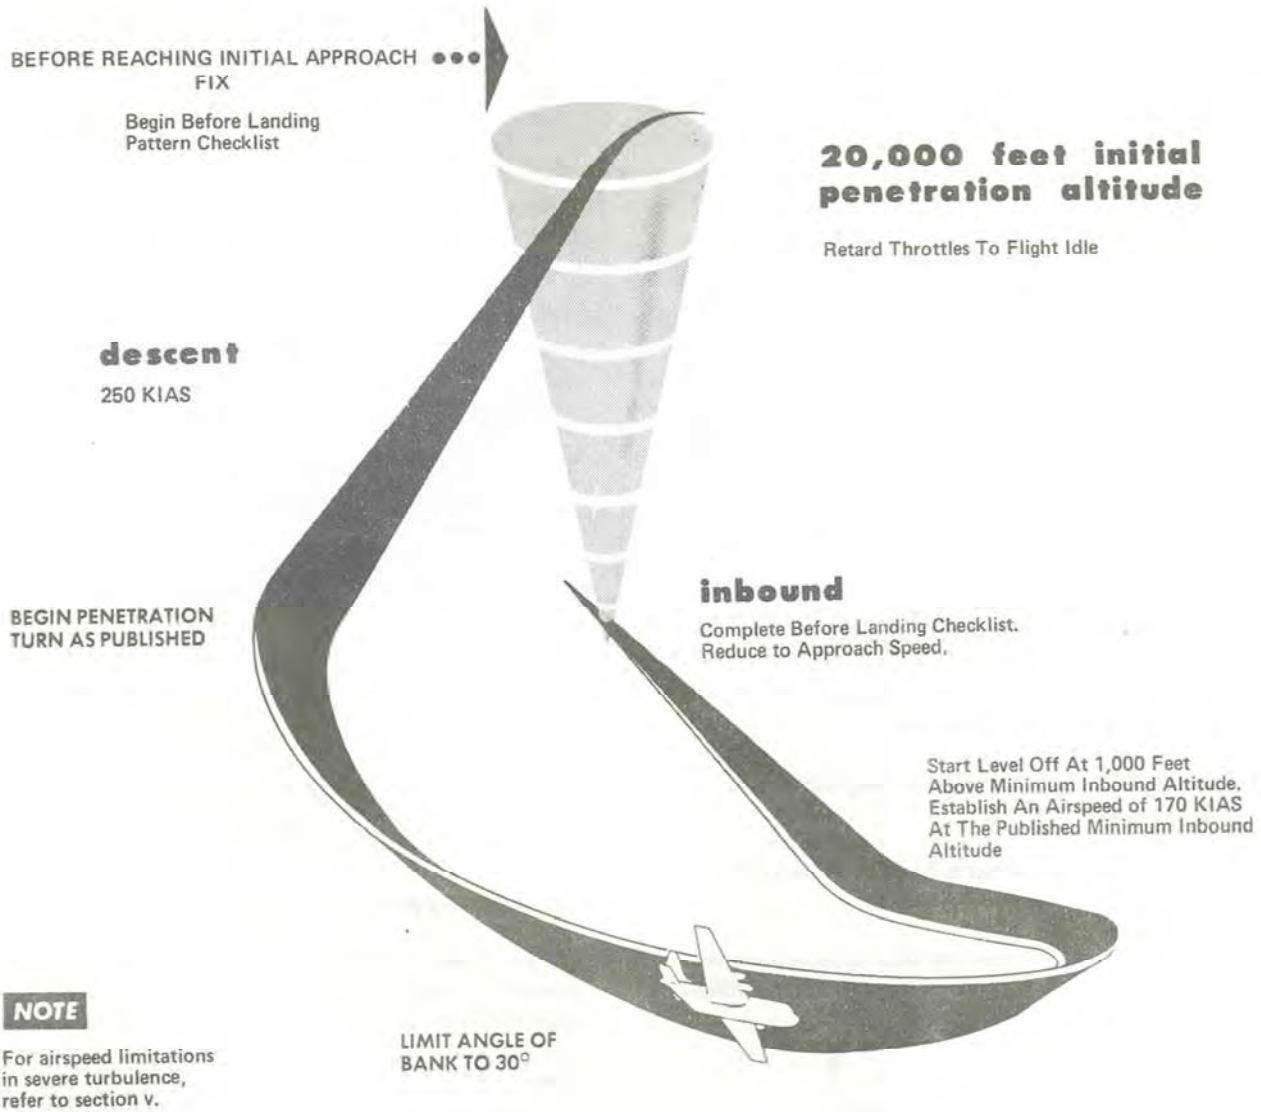 BEFORE REACHING INITIAL APPROACH
FIX
Begin Before Landing
Pattern Checklist
20,000 feet initial
penetration altitude
Retard Throttles To Flight Idle
descent
250 KIAS
BEGIN PENETRATION
TURN AS PUBLISHED
inbound
Complete Before Landing Checklist.
Reduce to Approach Speed.
Start Level Off At 1,000 Feet
Above Minimum Inbound Altitude.
Establish An Airspeed of 170 KIAS
At The Published Minimum Inbound
Altitude
LIMIT ANGLE OF
BANK TO 30°
NOTE
For airspeed limitations
in severe turbulence,
refer to section v.